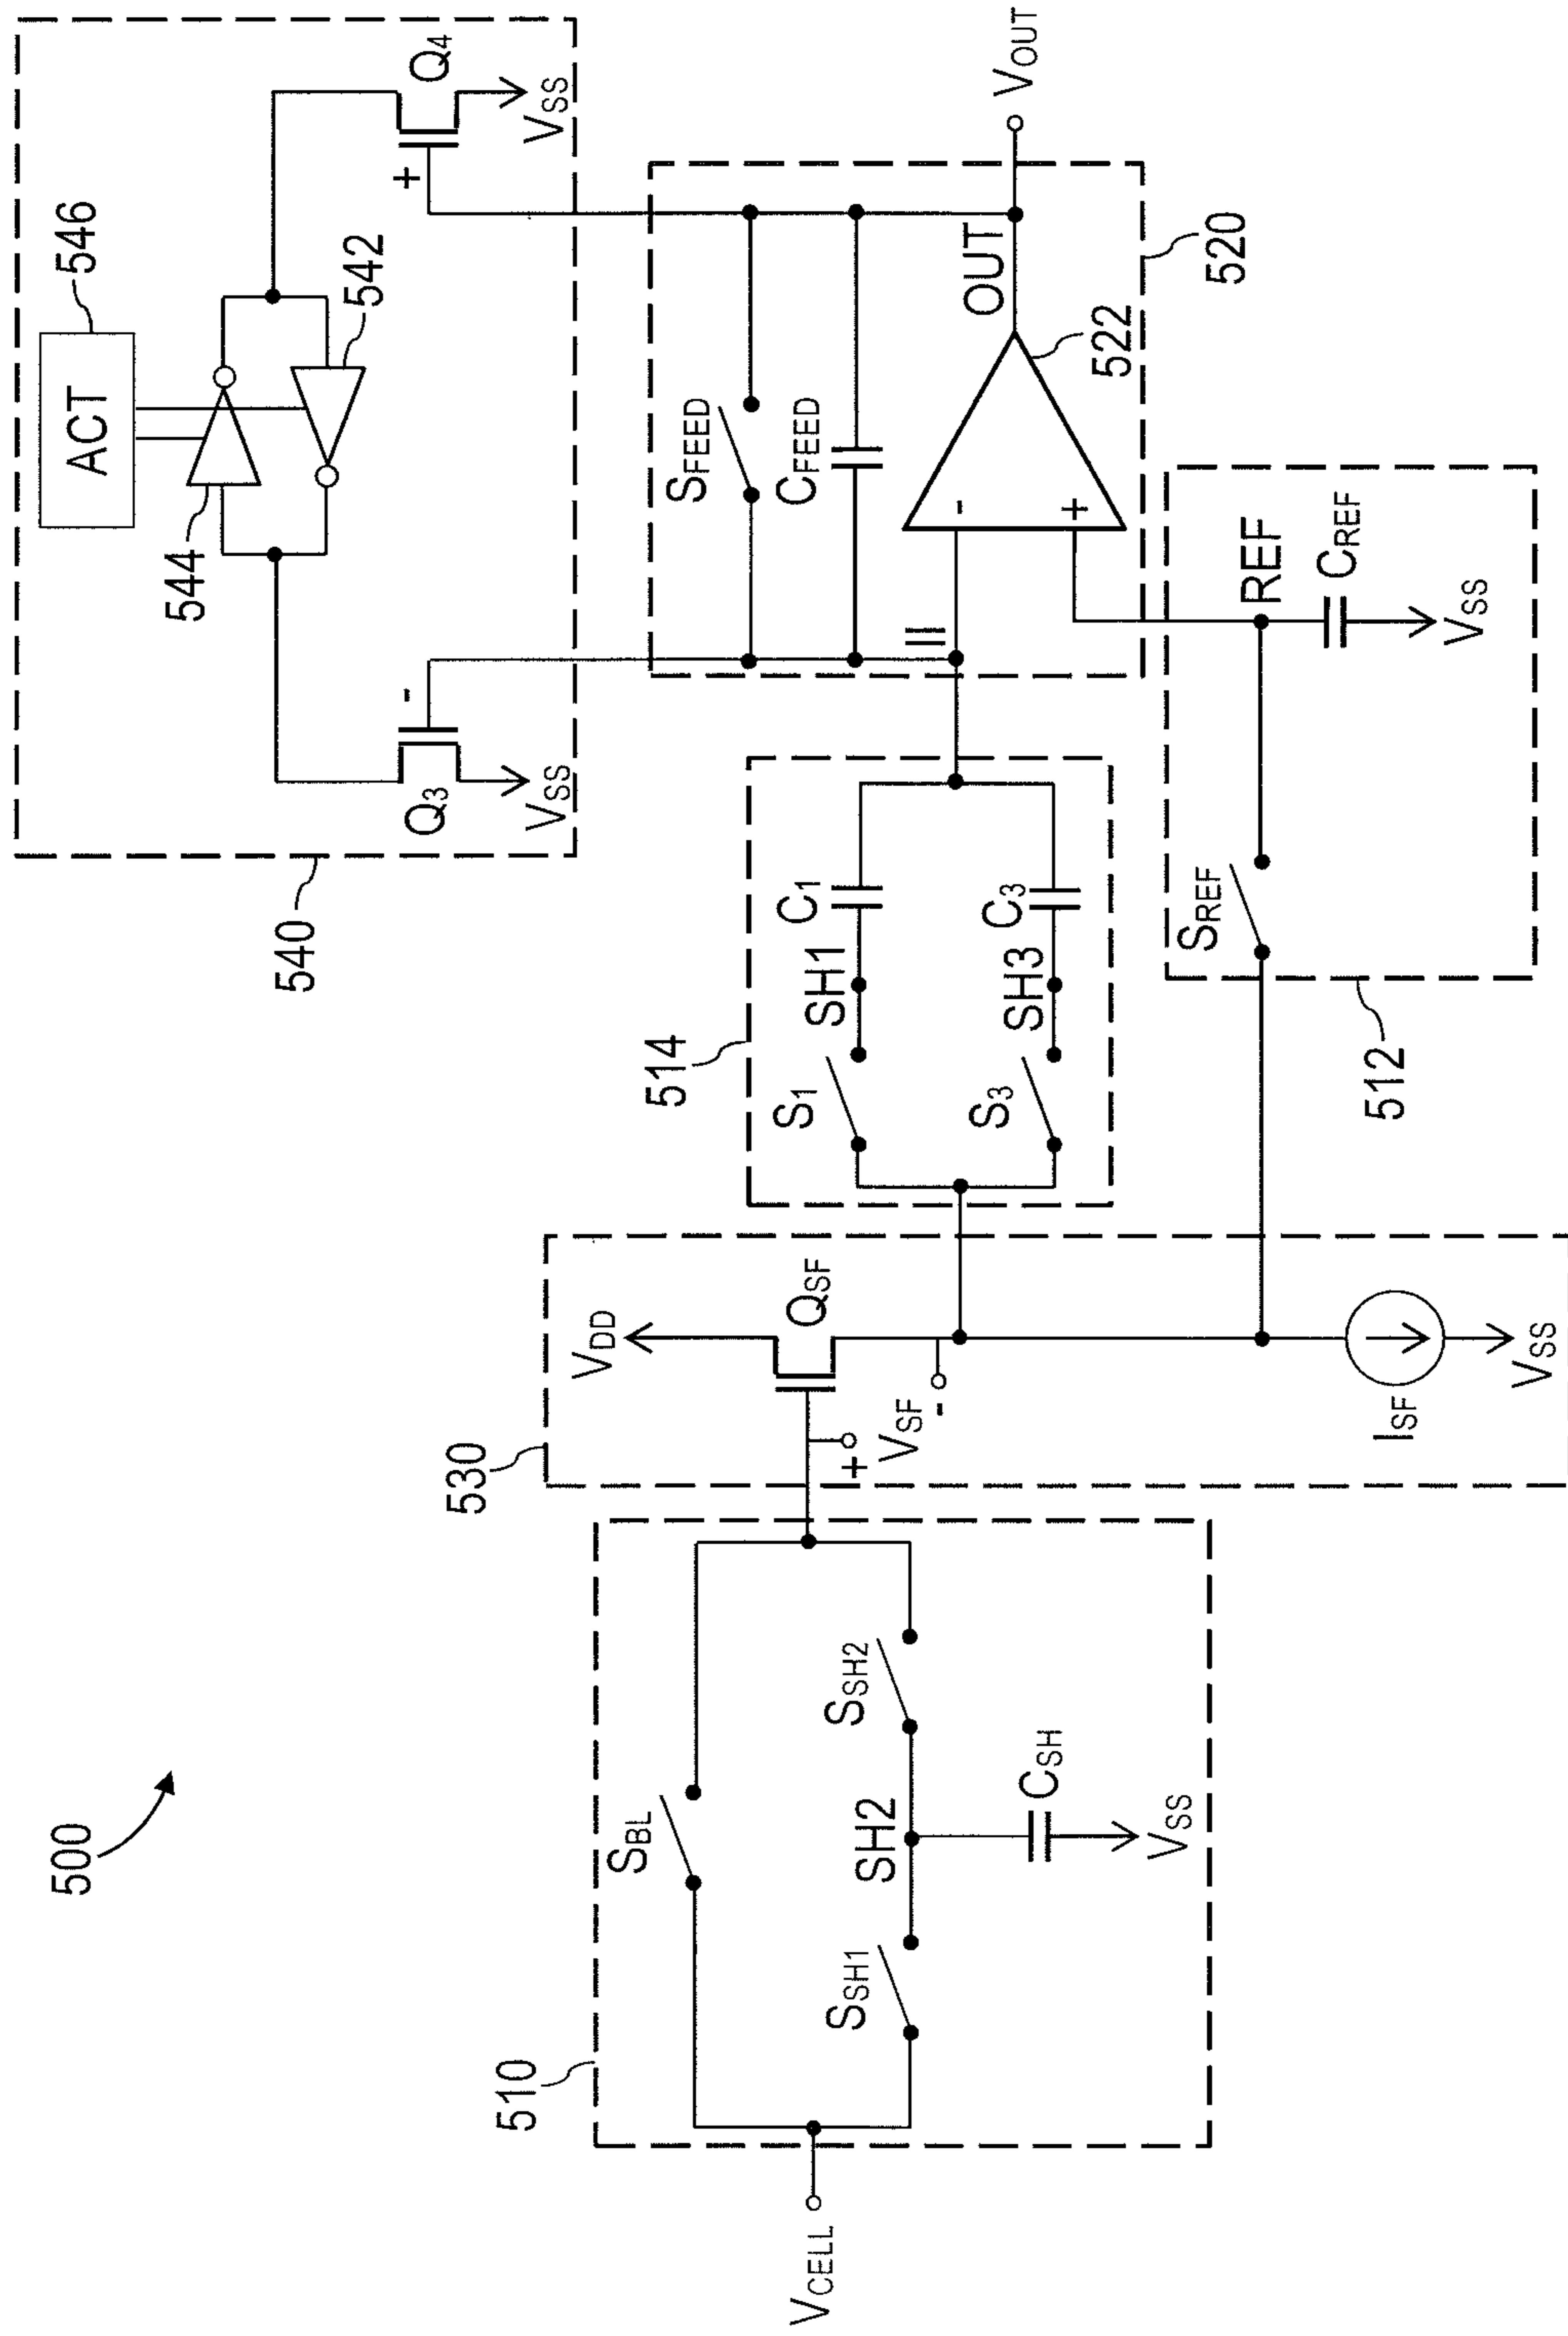 500
546
ACT
544
542
Q3
-
VSS
Q4
+
VSS
540
SFEED
CFEED
II
-
+
OUT
522
520
VOUT
514
S1
SH1
C1
S3
SH3
C3
SREF
REF
CREF
VSS
512
530
VDD
QSF
+
VSF
-
ISF
VSS
510
SBL
SSH1
SH2
SSH2
CSH
VSS
VCELL